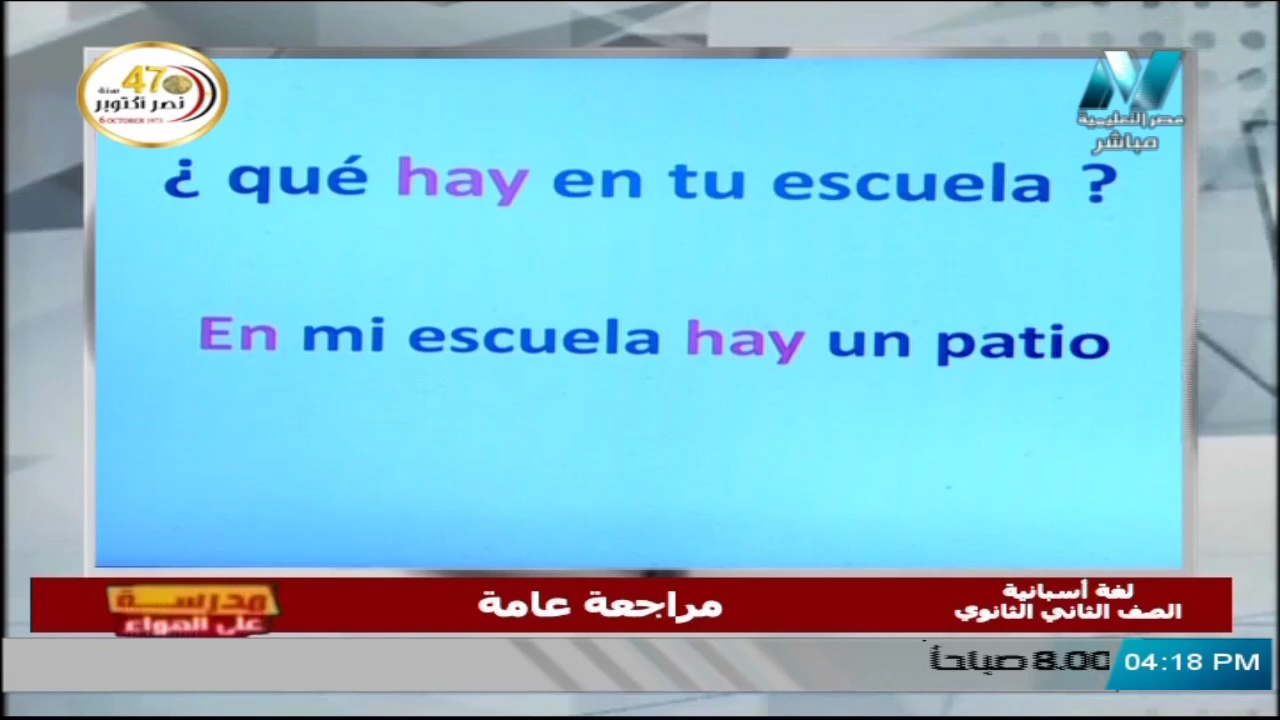 47
سنة
نصر أكتوبر
6 OCTOBER 1973
مصر التعليمية
مباشر
¿ qué hay en tu escuela ?
En mi escuela hay un patio
مدرسة
على الهواء
مراجعة عامة
لغة أسبانية
الصف الثاني الثانوي
8.00 صباحاً
04:18 PM